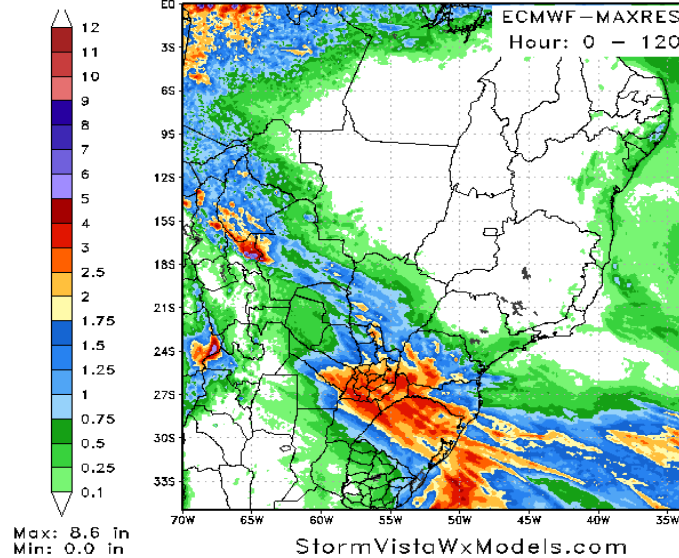 ECMWF-MAXRES
Hour: 0 - 120
12
11
10
9
8
7
6
5
4
3
2.5
2
1.75
1.5
1.25
1
0.75
0.5
0.25
0.1
EQ
3S
6S
9S
12S
15S
18S
21S
24S
27S
30S
33S
70W
65W
60W
55W
50W
45W
40W
35W
Max: 8.6 in
Min: 0.0 in
StormVistaWxModels.com